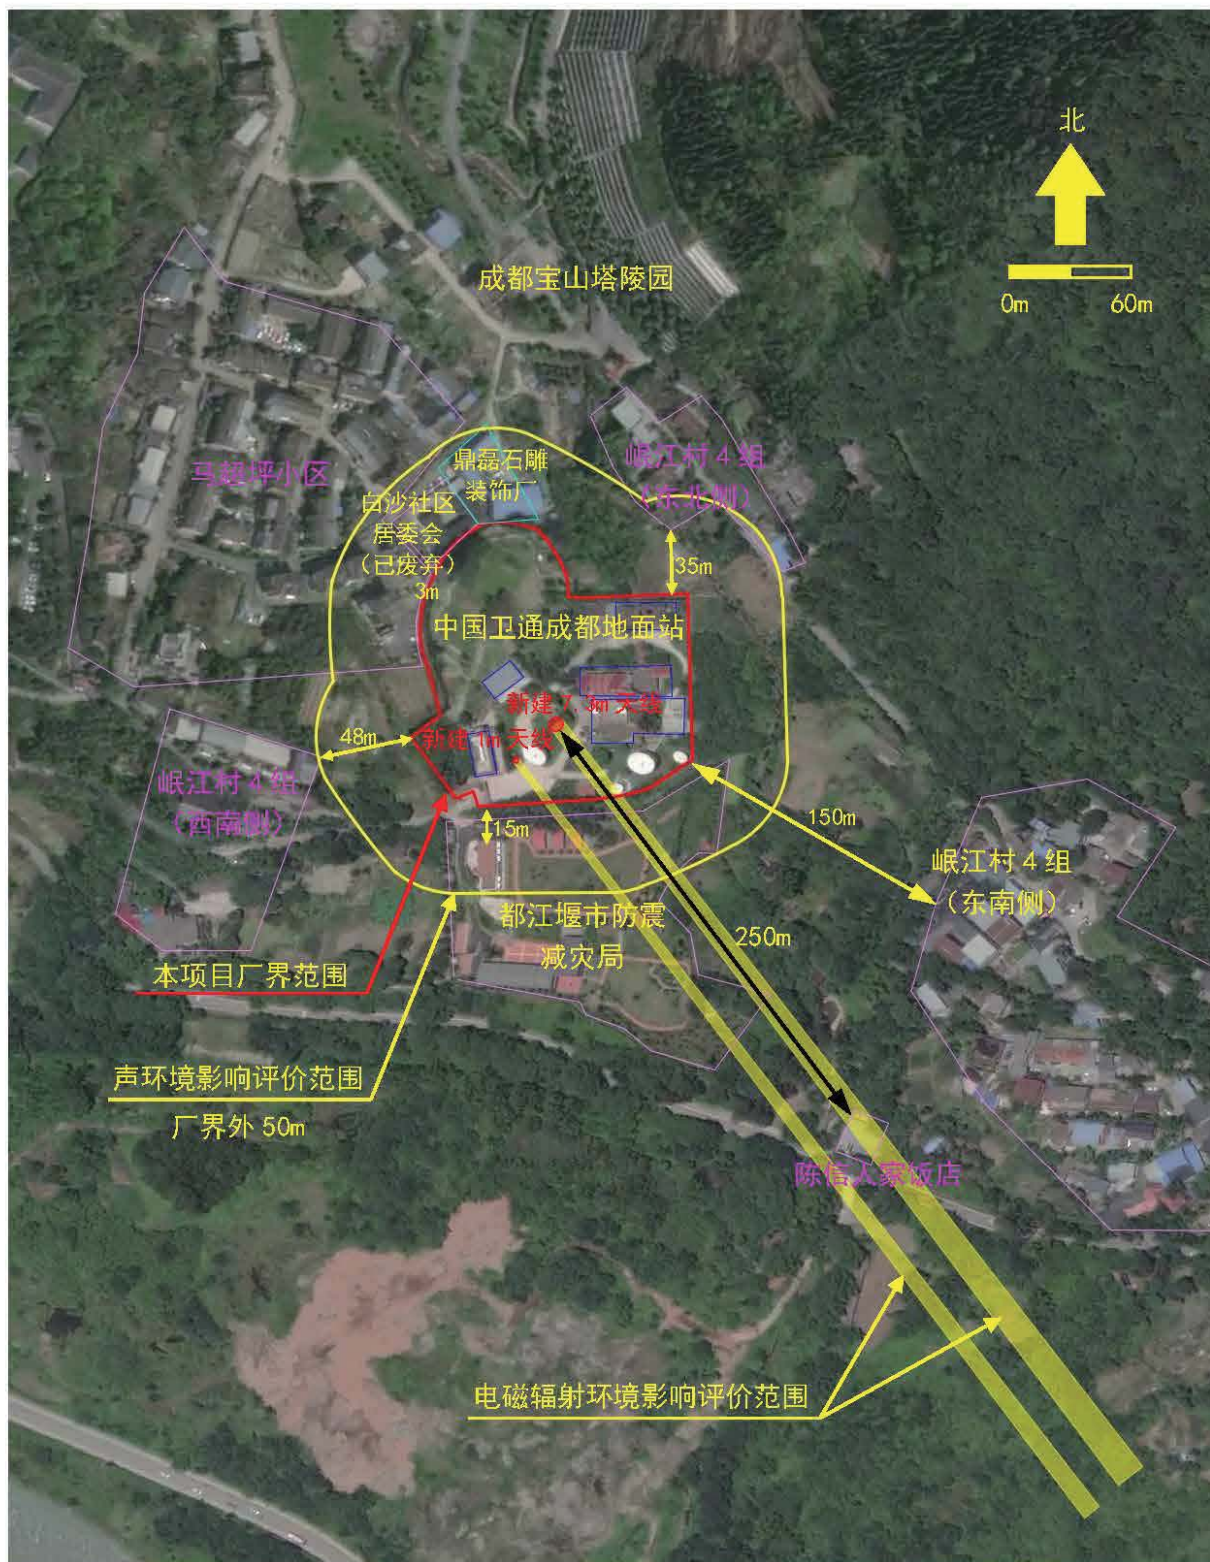 北
0m
60m
成都宝山塔陵园
马超坪小区
鼎磊石雕
装饰厂
岷江村4组
（东北侧）
白沙社区
居委会
（已废弃）
3m
35m
中国卫通成都地面站
新建7.3m天线
新建1m天线
48m
岷江村4组
（西南侧）
15m
150m
岷江村4组
（东南侧）
都江堰市防震
减灾局
250m
本项目厂界范围
声环境影响评价范围
厂界外50m
陈信人家饭店
电磁辐射环境影响评价范围